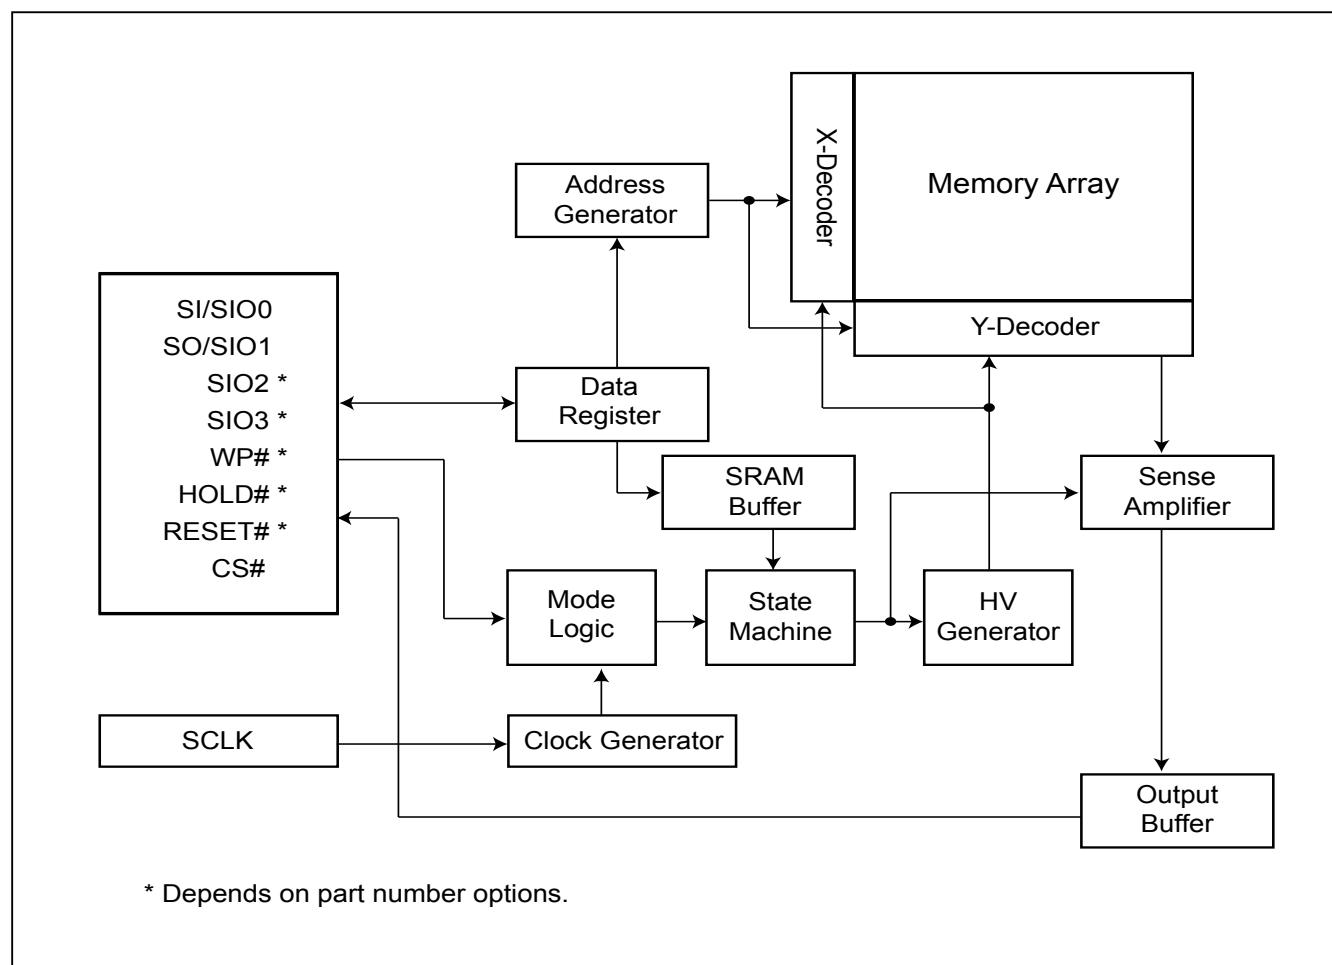 X-Decoder
Memory Array
Address
Generator
SI/SIO0
SO/SIO1
SIO2 *
SIO3 *
WP# *
HOLD# *
RESET# *
CS#
Y-Decoder
Data
Register
SRAM
Buffer
Sense
Amplifier
Mode
Logic
State
Machine
HV
Generator
SCLK
Clock Generator
Output
Buffer
* Depends on part number options.